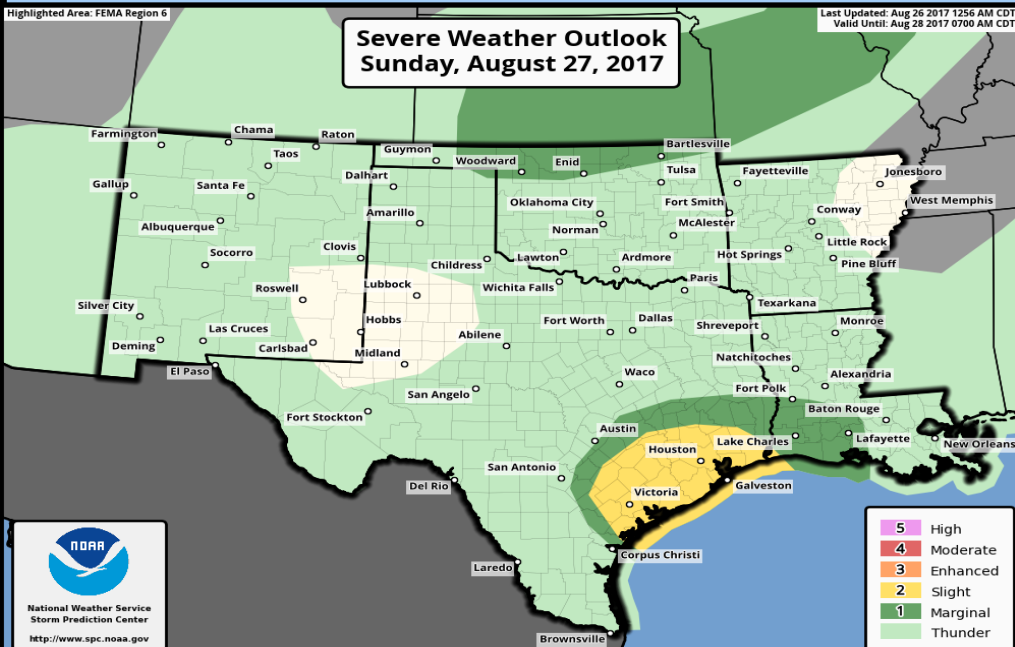 Highlighted Area: FEMA Region 6
Last Updated: Aug 26 2017 1256 AM CDT
Valid Until: Aug 28 2017 0700 AM CDT
Severe Weather Outlook
Sunday, August 27, 2017
Farmington
Chama
Raton
Taos
Guymon
Woodward
Enid
Bartlesville
Gallup
Santa Fe
Dalhart
Tulsa
Fayetteville
Jonesboro
Albuquerque
Amarillo
Oklahoma City
Fort Smith
West Memphis
Norman
McAlester
Conway
Socorro
Clovis
Childress
Lawton
Ardmore
Hot Springs
Little Rock
Pine Bluff
Roswell
Lubbock
Wichita Falls
Paris
Texarkana
Silver City
Hobbs
Las Cruces
Fort Worth
Dallas
Shreveport
Monroe
Deming
Carlsbad
Midland
Abilene
Natchitoches
El Paso
San Angelo
Waco
Alexandria
Fort Polk
Fort Stockton
Baton Rouge
Austin
Lake Charles
Lafayette
New Orleans
Houston
San Antonio
Del Rio
Victoria
Galveston
Corpus Christi
Laredo
Brownsville
NOAA
National Weather Service
Storm Prediction Center
http://www.spc.noaa.gov
5 High
4 Moderate
3 Enhanced
2 Slight
1 Marginal
Thunder